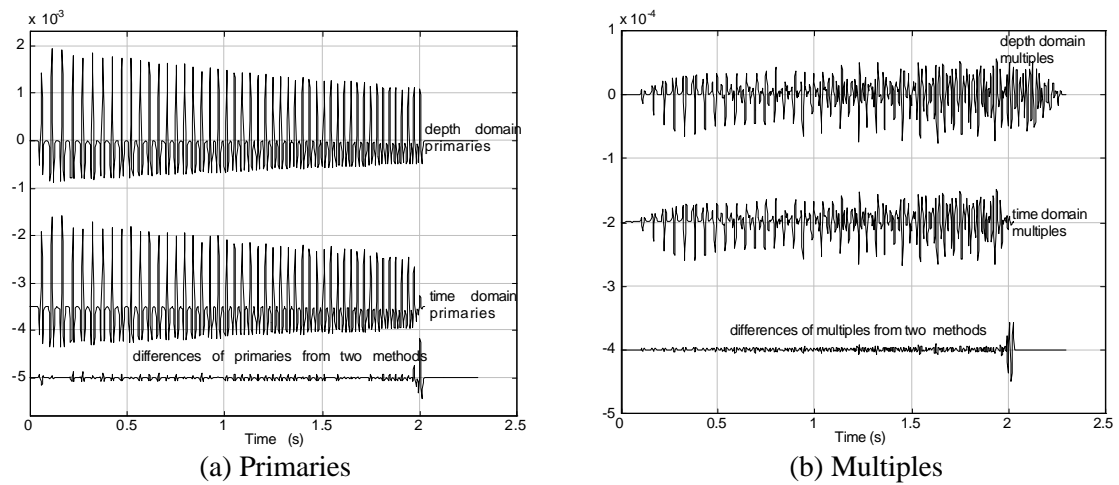 x 10-3
2
1
0
-1
-2
-3
-4
-5
depth domain
primaries
time domain
primaries
differences of primaries from two methods
0 0.5 1 1.5 2 2.5
Time (s)
(a) Primaries
x 10-4
1
0
-1
-2
-3
-4
-5
depth domain
multiples
time domain
multiples
differences of multiples from two methods
0 0.5 1 1.5 2 2.5
Time (s)
(b) Multiples